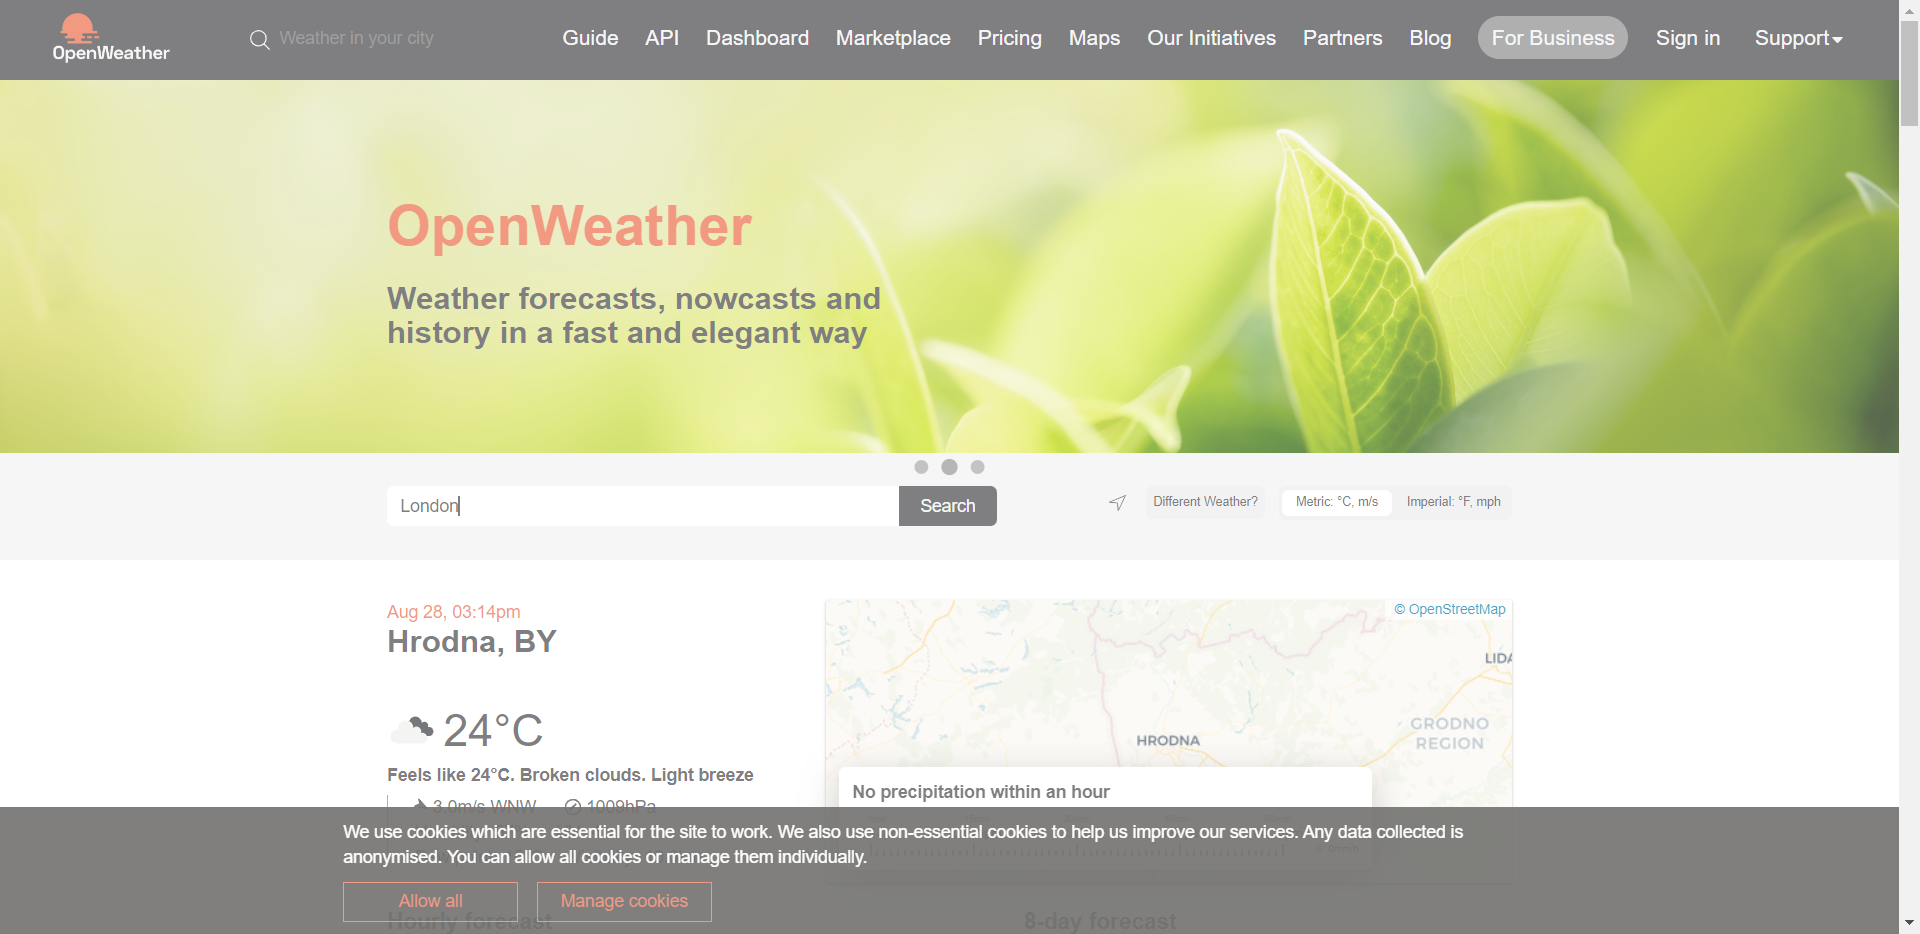 OpenWeather
Weather in your city
Guide
API
Dashboard
Marketplace
Pricing
Maps
Our Initiatives
Partners
Blog
For Business
Sign in
Support
OpenWeather
Weather forecasts, nowcasts and
history in a fast and elegant way
London
Search
Different Weather?
Metric: °C, m/s
Imperial: °F, mph
Aug 28, 03:14pm
Hrodna, BY
24°C
Feels like 24°C. Broken clouds. Light breeze
3.0m/s WNW
1009hPa
© OpenStreetMap
LIDA
GRODNO
REGION
HRODNA
No precipitation within an hour
We use cookies which are essential for the site to work. We also use non-essential cookies to help us improve our services. Any data collected is
anonymised. You can allow all cookies or manage them individually.
Allow all
Manage cookies
Hourly forecast
8-day forecast